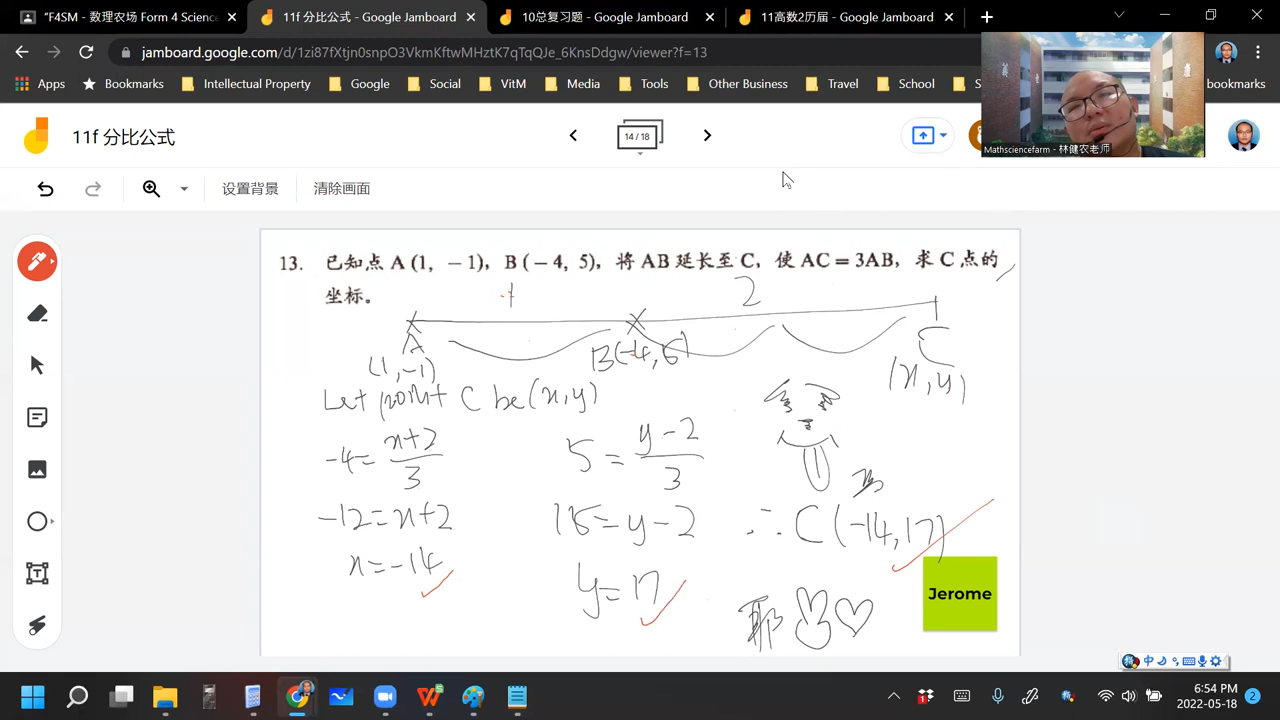 "F4SM - 数理农场 Form 4 Scienc
11f 分比公式 - Google Jamboard
10总复习题 - Google Jamboard
11高数2历届 - Google Jamboard
jamboard.google.com/d/1zi87fXt
MHztK7qTqOJe_6KnsDdgw/viewer?f=13
Apps
Bookmarks
Intellectual Property
Google
VitM
Media
Tools
Business
Travel
School
bookmarks
Mathsciencefarm - 林健农老师
11f 分比公式
14 / 18
设置背景
清除画面
13. 已知点 A (1, -1), B (-4, 5), 将 AB 延长至 C, 使 AC = 3AB, 求 C 点的
坐标。
1
2
A
(1,-1)
B(-4,5)
C
(x,y)
Let point C be (x,y)
-4 = x+2/3
5 = y-2/3
-12=x+2
15=y-2
∴ C (-14,17)
x=-14
y=17
耶
Jerome
中
6:54 PM
2022-05-18
2